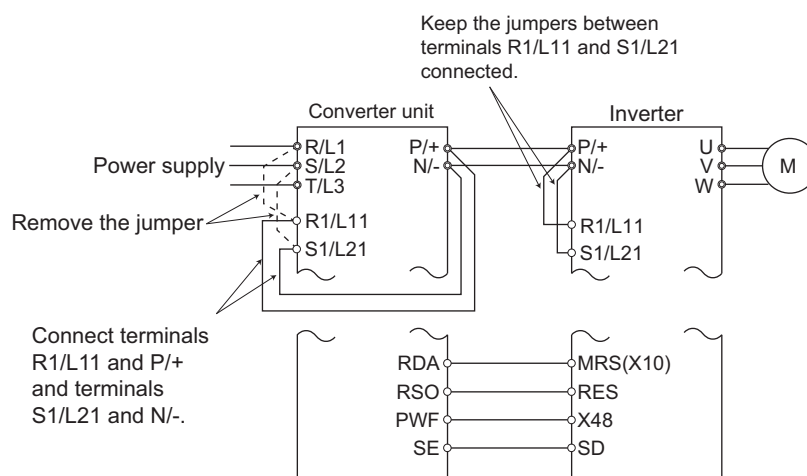 Keep the jumpers between
terminals R1/L11 and S1/L21
connected.
Converter unit
Inverter
R/L1
P/+
P/+
U
Power supply
S/L2
N/-
N/-
V
M
T/L3
W
Remove the jumper
R1/L11
R1/L11
S1/L21
S1/L21
Connect terminals
R1/L11 and P/+
and terminals
S1/L21 and N/-.
RDA
MRS(X10)
RSO
RES
PWF
X48
SE
SD